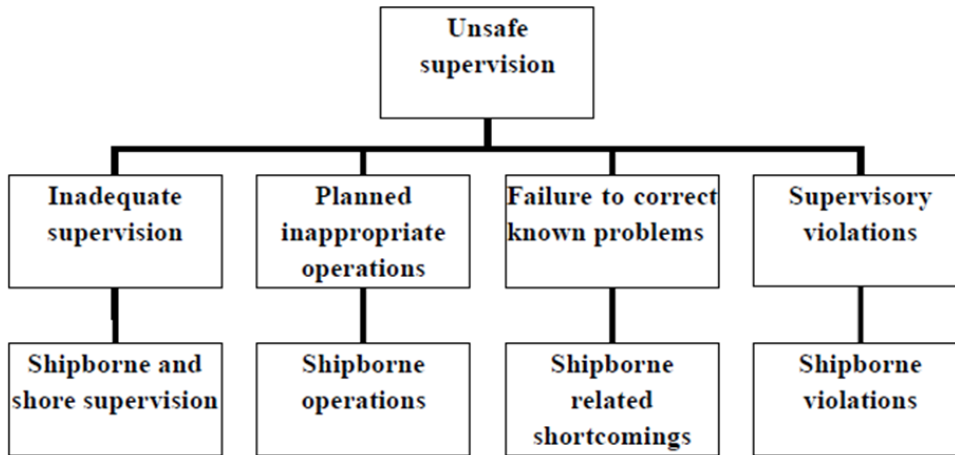 Unsafe
supervision
Inadequate
supervision
Planned
inappropriate
operations
Failure to correct
known problems
Supervisory
violations
Shipborne and
shore supervision
Shipborne
operations
Shipborne
related
shortcomings
Shipborne
violations